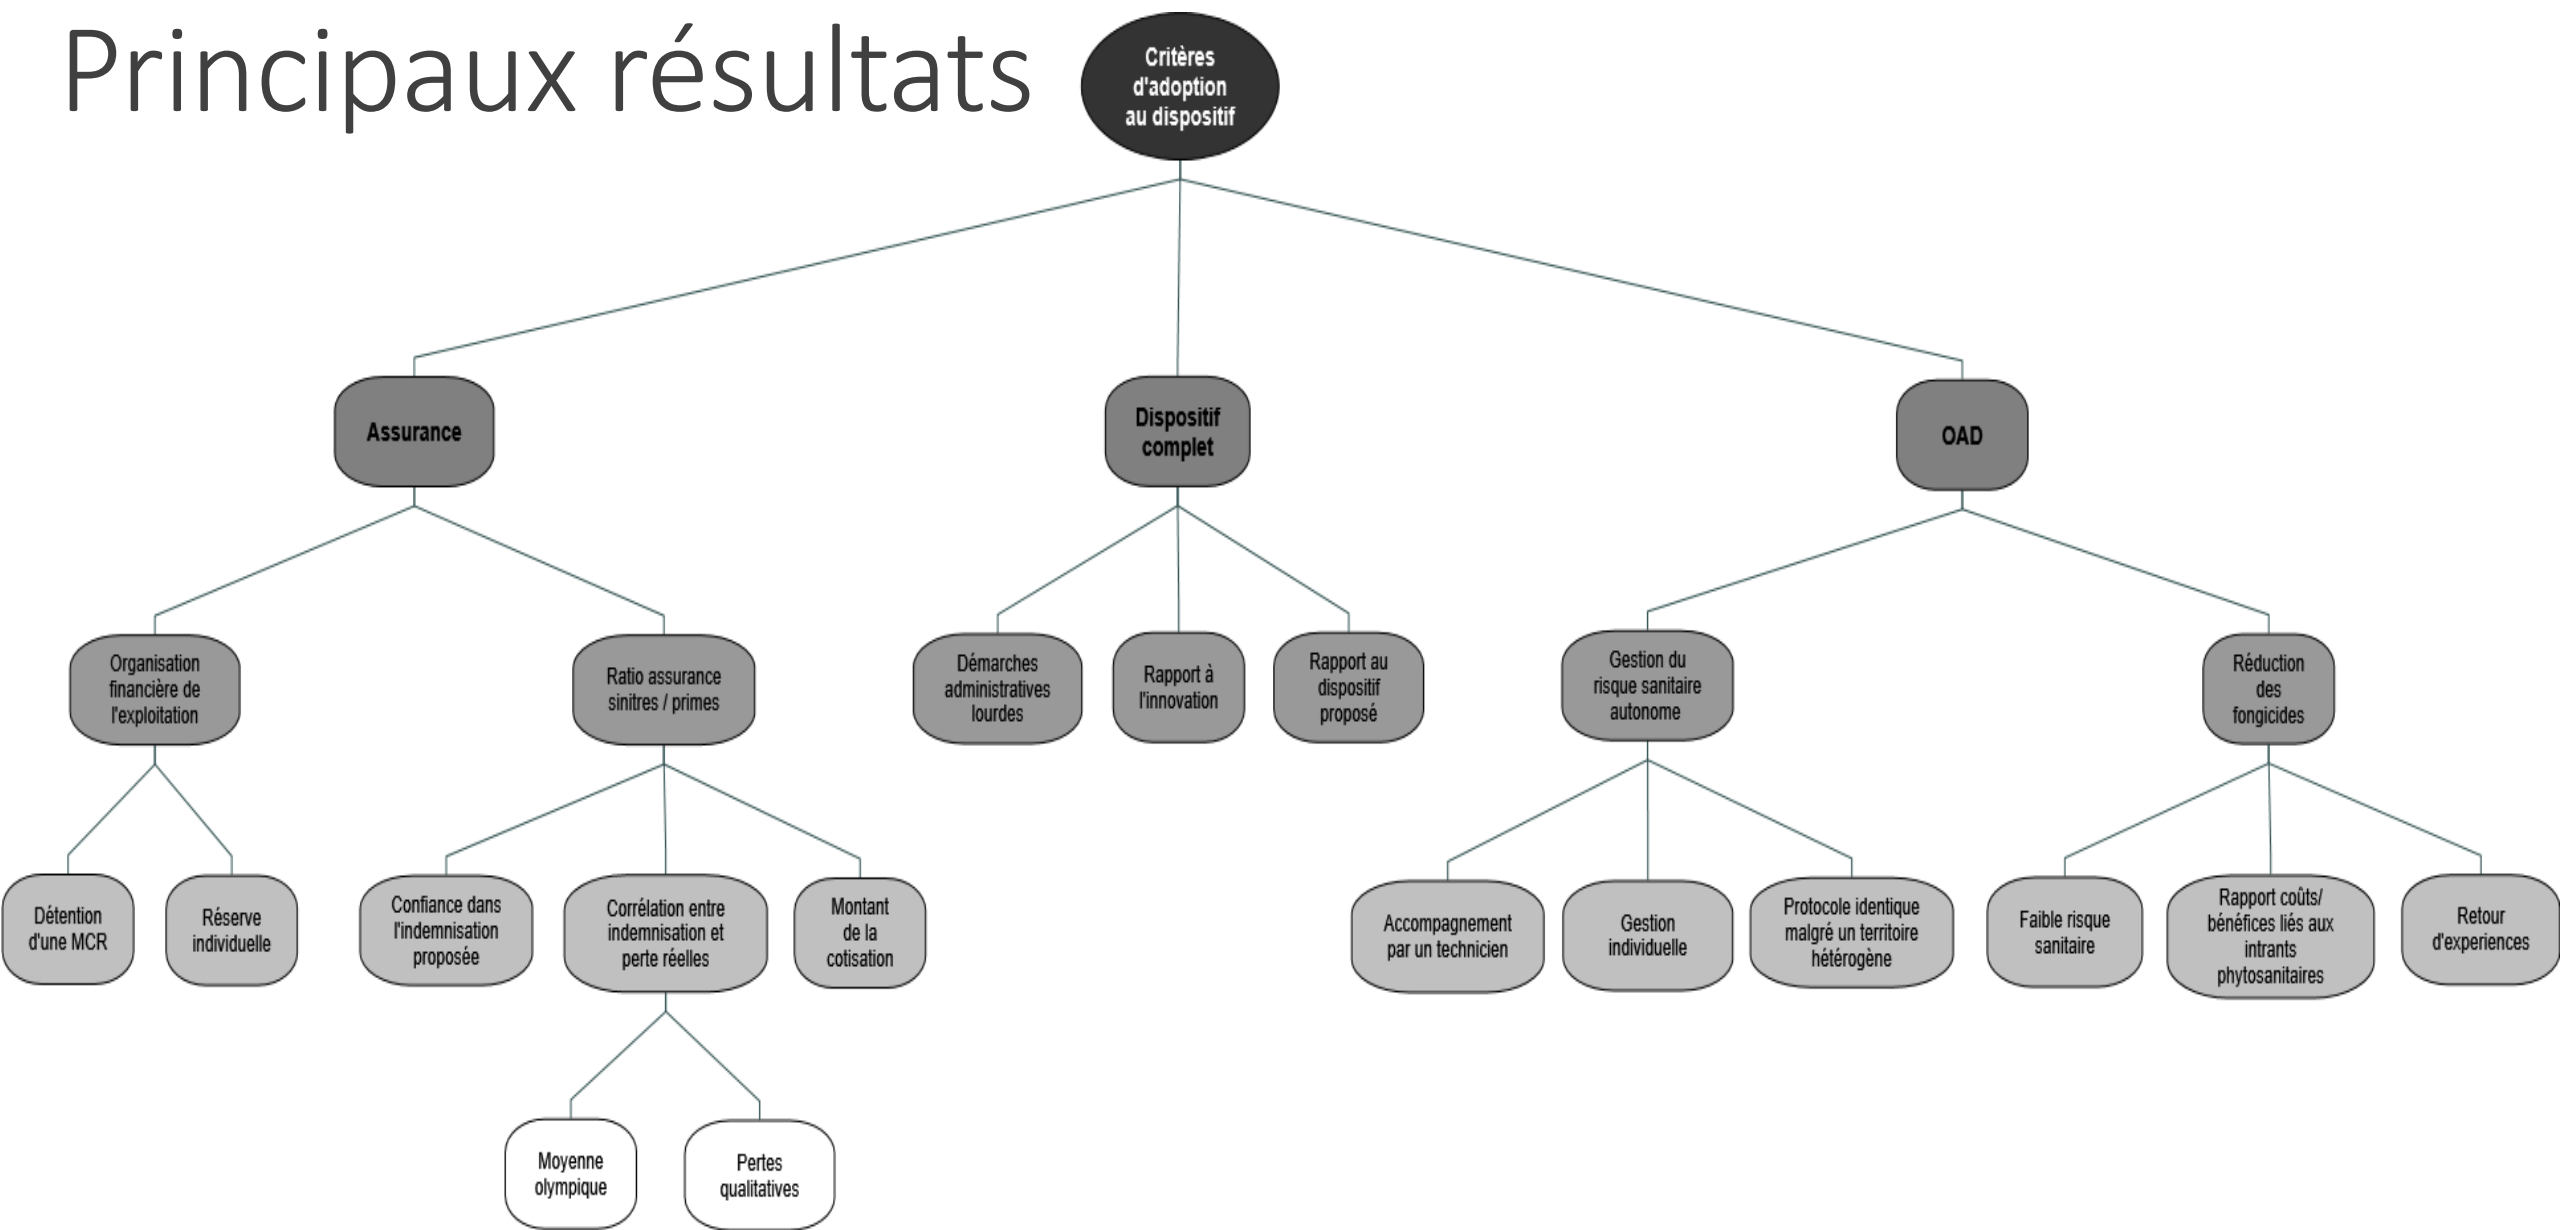 Principaux résultats
Critères
d'adoption
au dispositif
Assurance
Dispositif
complet
OAD
Organisation
financière de
l'exploitation
Ratio assurance
sinitres / primes
Démarches
administratives
lourdes
Rapport à
l'innovation
Rapport au
dispositif
proposé
Gestion du
risque sanitaire
autonome
Réduction
des
fongicides
Détention
d'une MCR
Réserve
individuelle
Confiance dans
l'indemnisation
proposée
Corrélation entre
indemnisation et
perte réelles
Montant
de la
cotisation
Accompagnement
par un technicien
Gestion
individuelle
Protocole identique
malgré un territoire
hétérogène
Faible risque
sanitaire
Rapport coûts/
bénéfices liés aux
intrants
phytosanitaires
Retour
d'experiences
Moyenne
olympique
Pertes
qualitatives